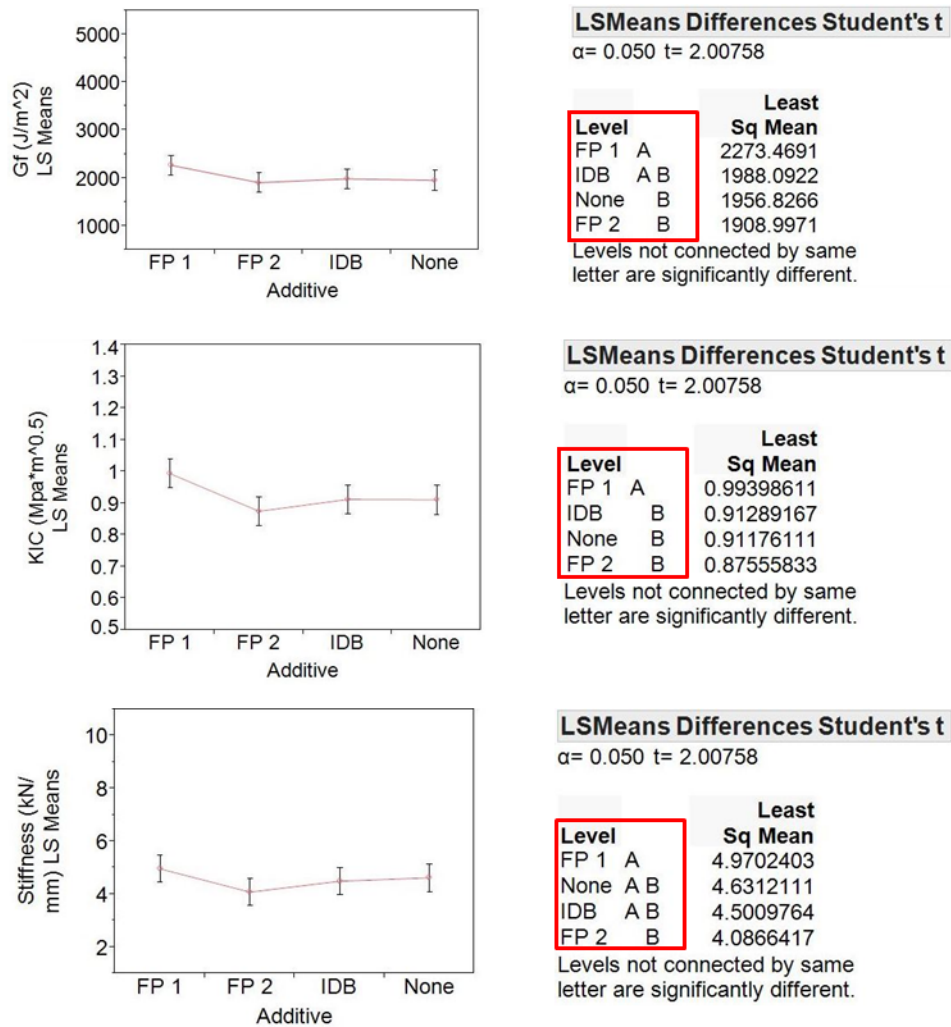 Gf (J/m^2)
LS Means
5000
4000
3000
2000
1000
FP 1 FP 2 IDB None
Additive
LSMeans Differences Student's t
α= 0.050 t= 2.00758
Least
Level Sq Mean
FP 1 A 2273.4691
IDB A B 1988.0922
None B 1956.8266
FP 2 B 1908.9971
Levels not connected by same
letter are significantly different.
KIC (Mpa*m^0.5)
LS Means
1.4
1.3
1.2
1.1
1
0.9
0.8
0.7
0.6
0.5
FP 1 FP 2 IDB None
Additive
LSMeans Differences Student's t
α= 0.050 t= 2.00758
Least
Level Sq Mean
FP 1 A 0.99398611
IDB B 0.91289167
None B 0.91176111
FP 2 B 0.87555833
Levels not connected by same
letter are significantly different.
Stiffness (kN/
mm) LS Means
10
8
6
4
2
FP 1 FP 2 IDB None
Additive
LSMeans Differences Student's t
α= 0.050 t= 2.00758
Least
Level Sq Mean
FP 1 A 4.9702403
None A B 4.6312111
IDB A B 4.5009764
FP 2 B 4.0866417
Levels not connected by same
letter are significantly different.